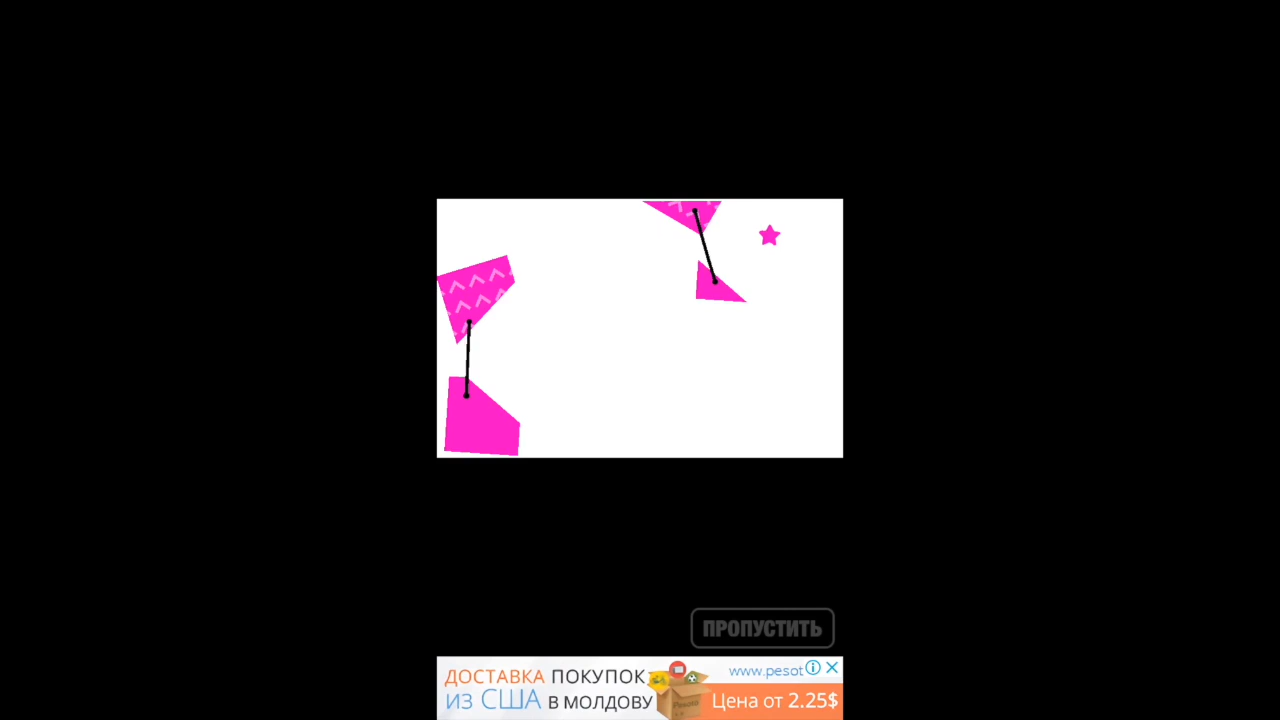 ПРОПУСТИТЬ
ДОСТАВКА ПОКУПОК
ИЗ США В МОЛДОВУ
www.pesot
Цена от 2.25$